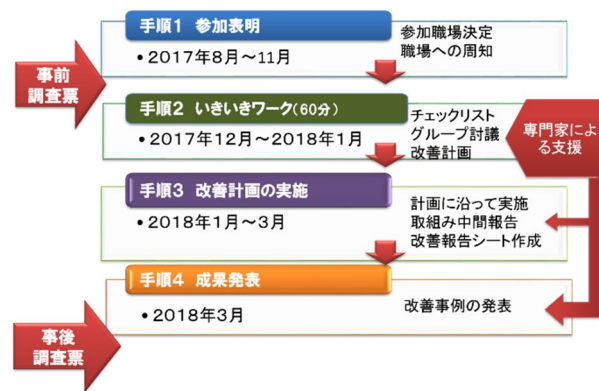 手順1 参加表明
• 2017年8月～11月
参加職場決定
職場への周知
事前
調査票
手順2 いきいきワーク(60分)
• 2017年12月～2018年1月
チェックリスト
グループ討議
改善計画
専門家によ
る支援
手順3 改善計画の実施
• 2018年1月～3月
計画に沿って実施
取組み中間報告
改善報告シート作成
手順4 成果発表
• 2018年3月
改善事例の発表
事後
調査票